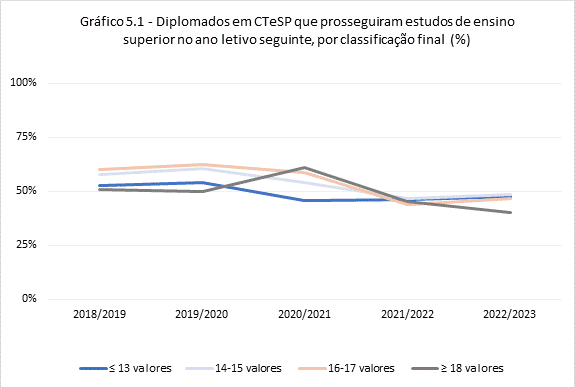 Gráfico 5.1 - Diplomados em CTeSP que prosseguiram estudos de ensino
superior no ano letivo seguinte, por classificação final (%)
100%
75%
50%
25%
0%
2018/2019 2019/2020 2020/2021 2021/2022 2022/2023
≤ 13 valores 14-15 valores 16-17 valores ≥ 18 valores